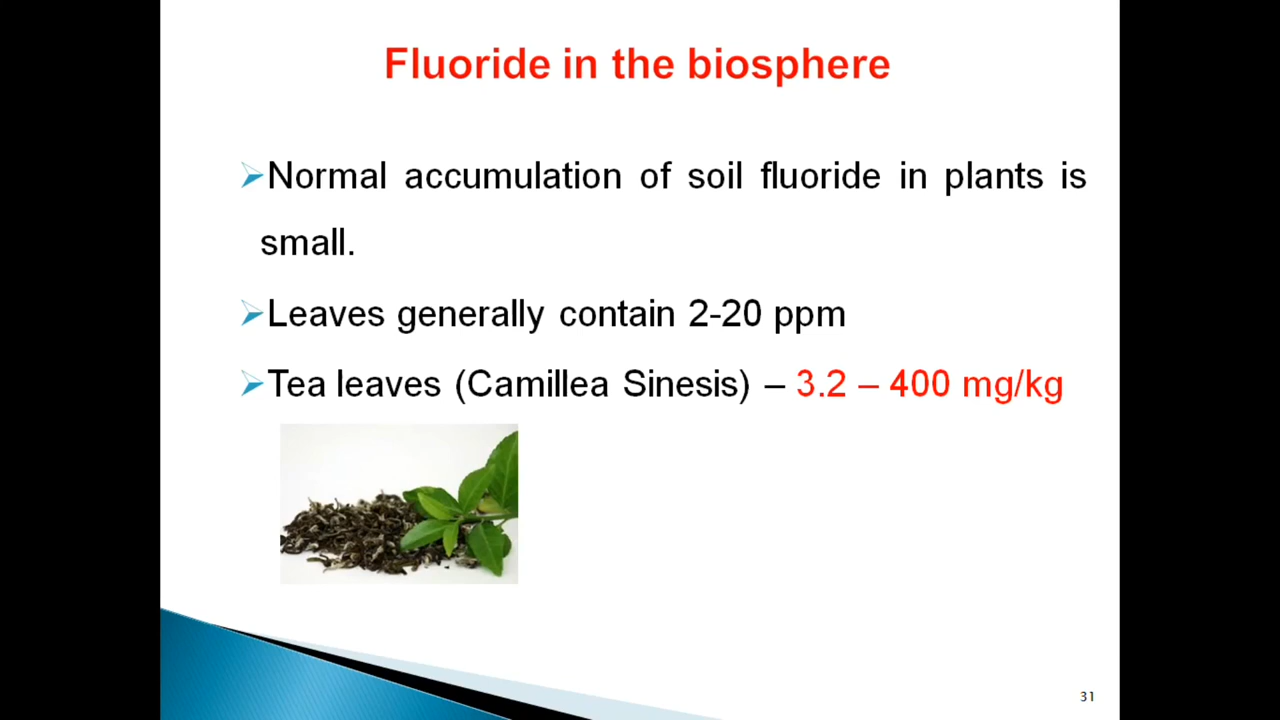 Fluoride in the biosphere
Normal accumulation of soil fluoride in plants is
small.
Leaves generally contain 2-20 ppm
Tea leaves (Camillea Sinesis) – 3.2 – 400 mg/kg
31